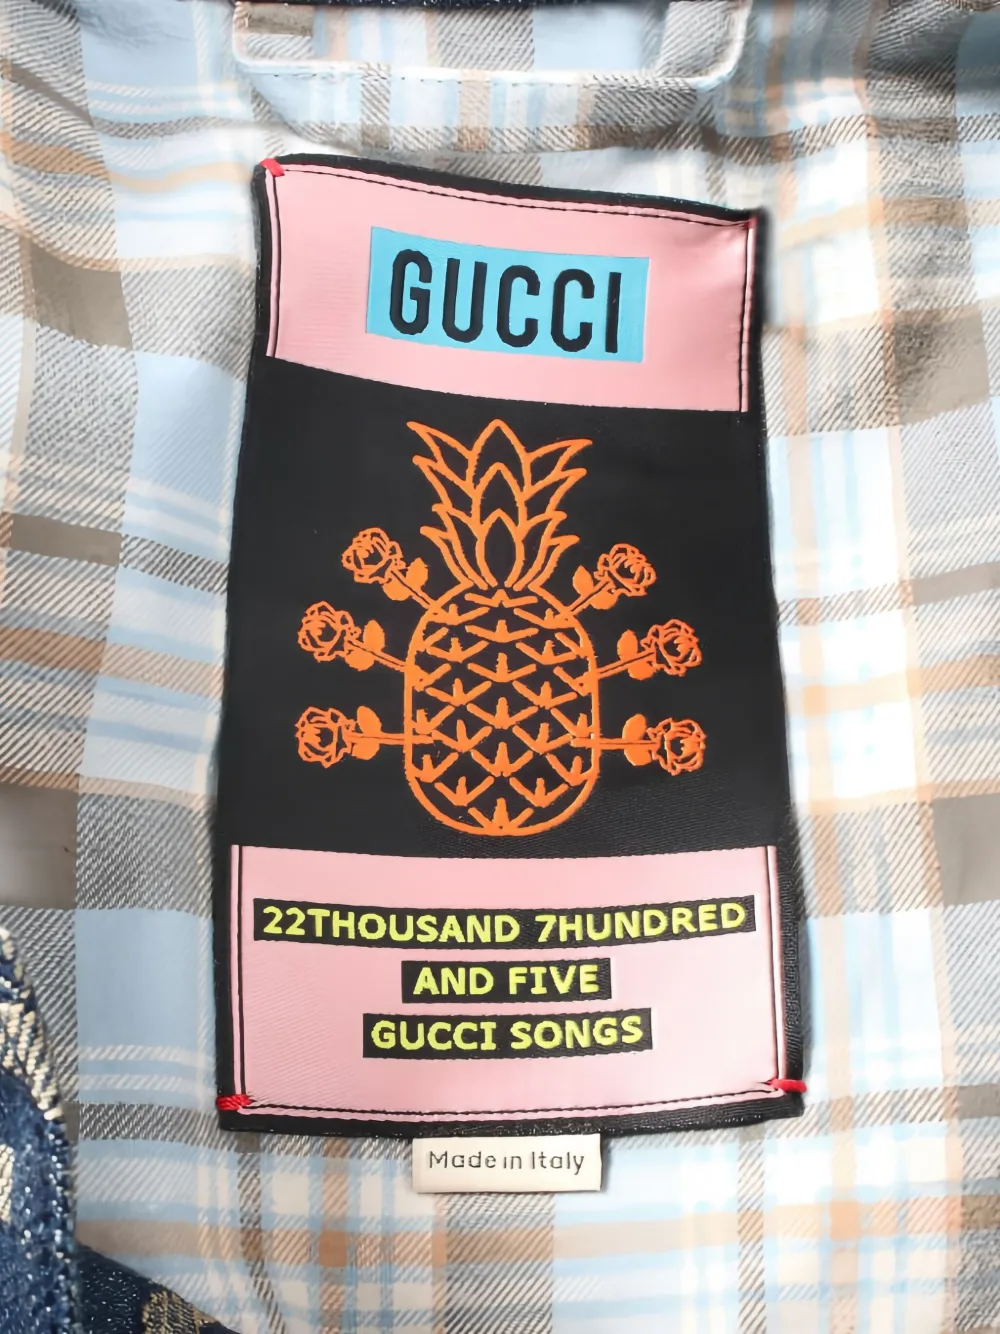 GUCCI
22THOUSAND 7HUNDRED
AND FIVE
GUCCI SONGS
Made in Italy